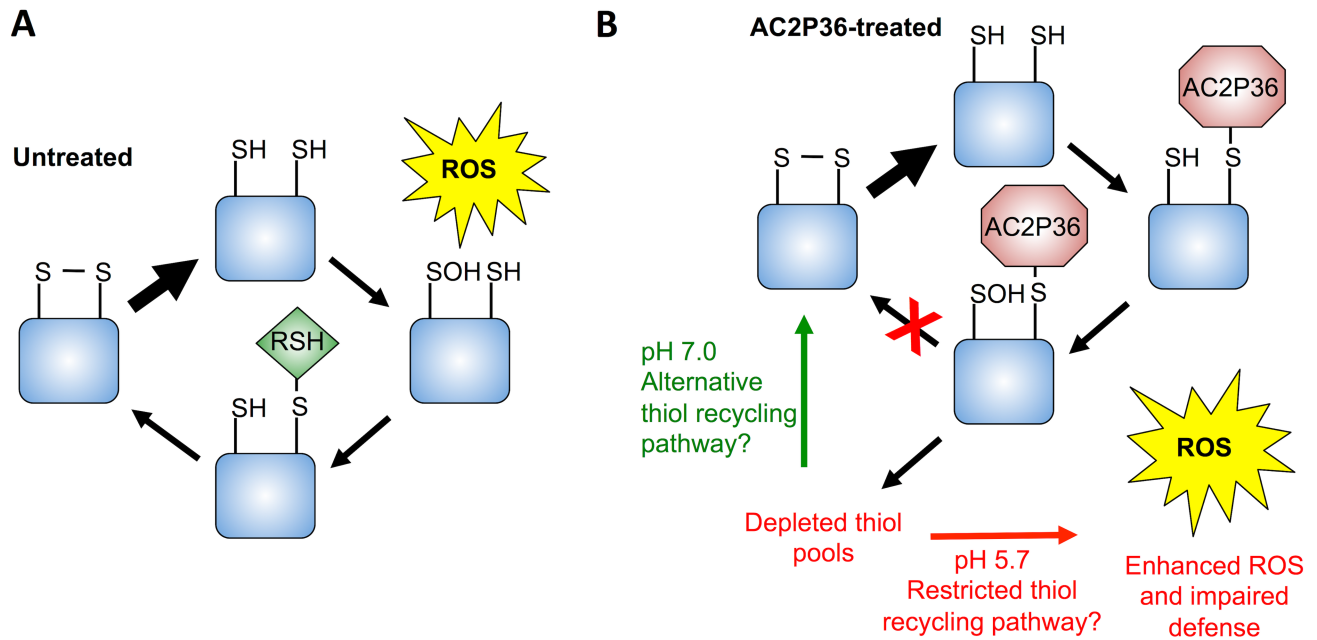 A
Untreated
SH SH
ROS
S – S
SOH SH
RSH
SH S
B
AC2P36-treated
SH SH
AC2P36
S – S
SH S
AC2P36
SOH S
pH 7.0
Alternative
thiol recycling
pathway?
ROS
Depleted thiol
pools
pH 5.7
Restricted thiol
recycling pathway?
Enhanced ROS
and impaired
defense